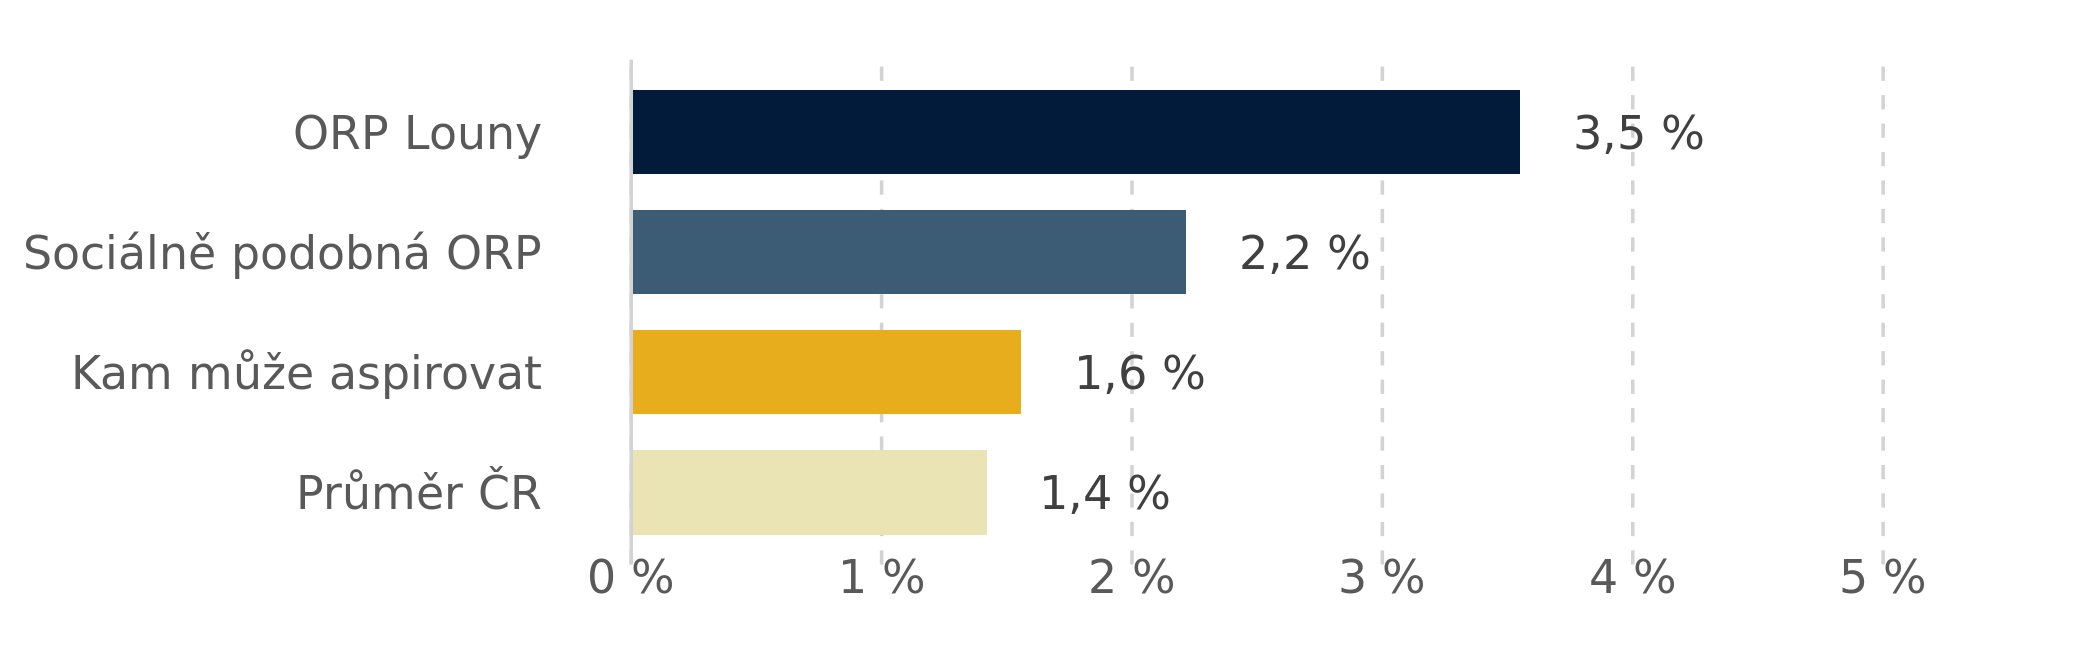 ORP Louny 3,5 %
Sociálně podobná ORP 2,2 %
Kam může aspirovat 1,6 %
Průměr ČR 1,4 %
0 % 1 % 2 % 3 % 4 % 5 %